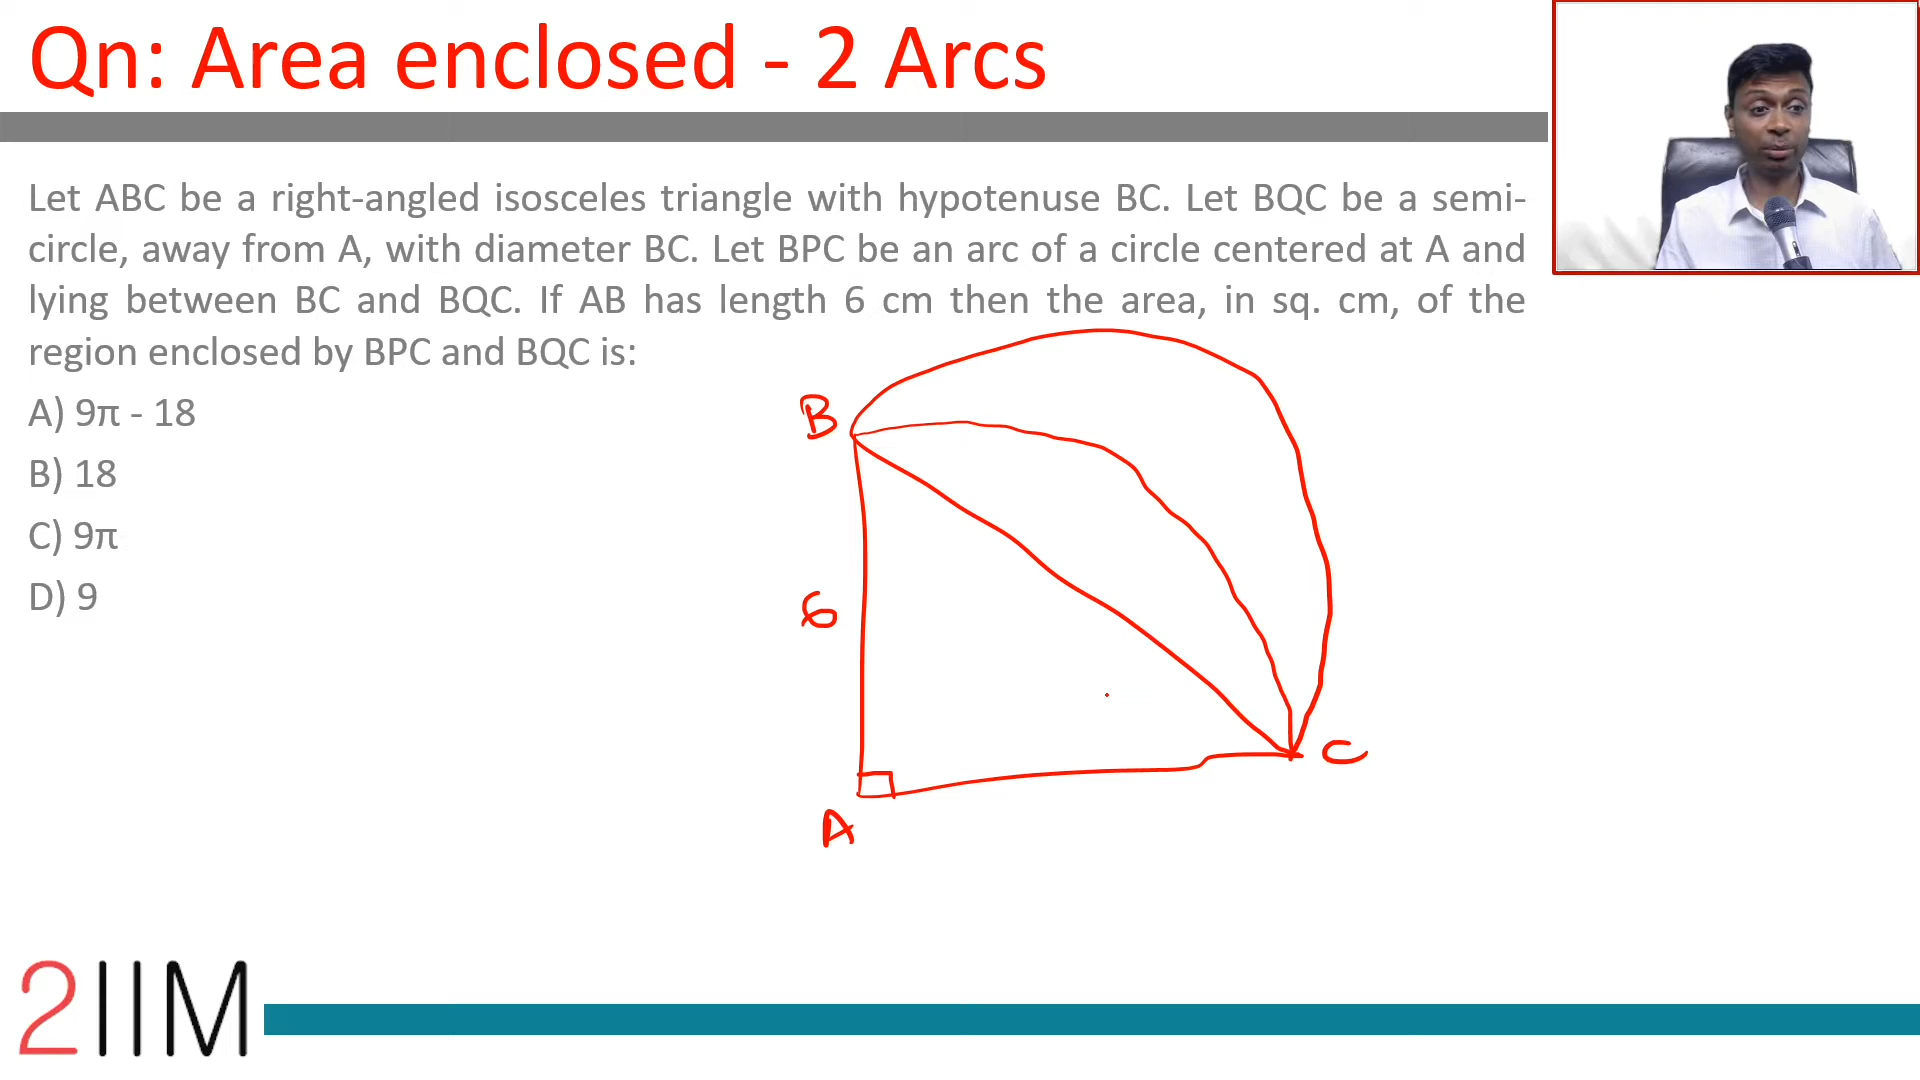 Qn: Area enclosed - 2 Arcs
Let ABC be a right-angled isosceles triangle with hypotenuse BC. Let BQC be a semi-
circle, away from A, with diameter BC. Let BPC be an arc of a circle centered at A and
lying between BC and BQC. If AB has length 6 cm then the area, in sq. cm, of the
region enclosed by BPC and BQC is:
A) 9π - 18
B) 18
C) 9π
D) 9
B
6
C
A
2IIM